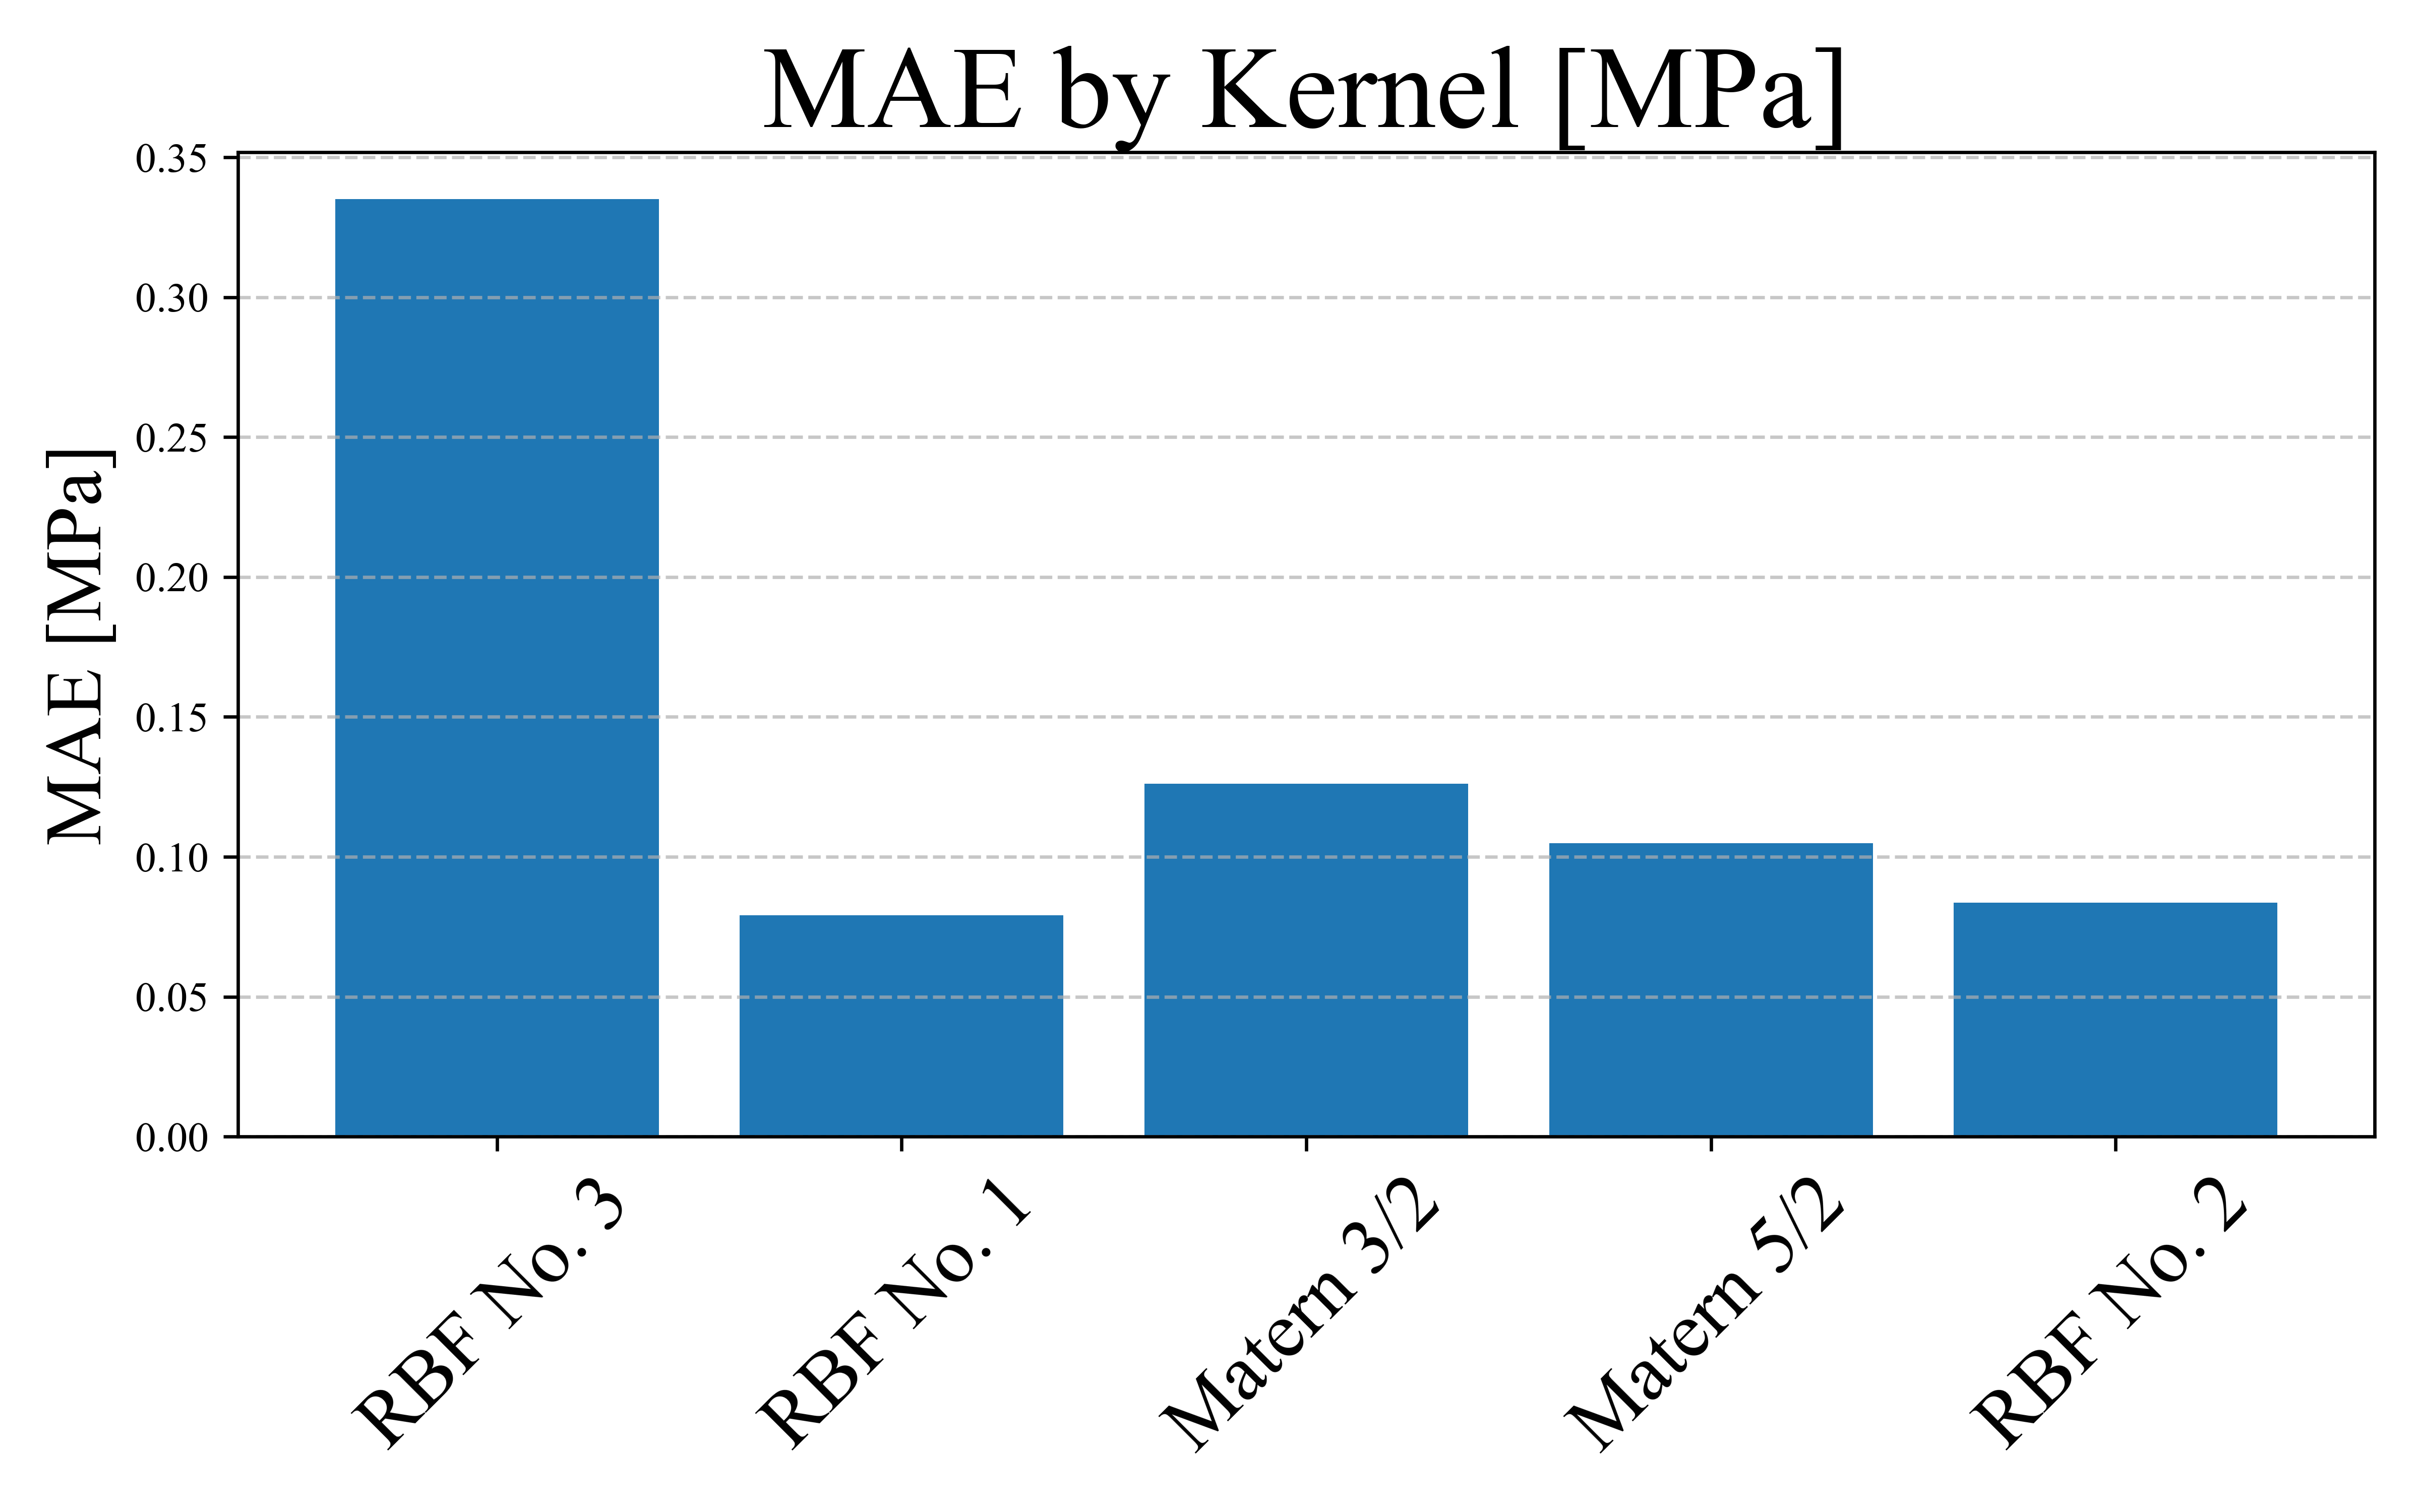 MAE by Kernel [MPa]
MAE [MPa]
0.35
0.30
0.25
0.20
0.15
0.10
0.05
0.00
RBF No. 3
RBF No. 1
Matern 3/2
Matern 5/2
RBF No. 2